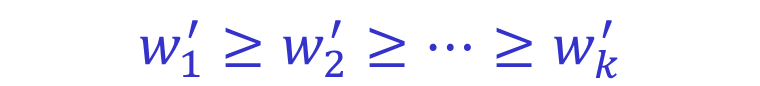 w′₁ ≥ w′₂ ≥ ⋯ ≥ w′ₖ